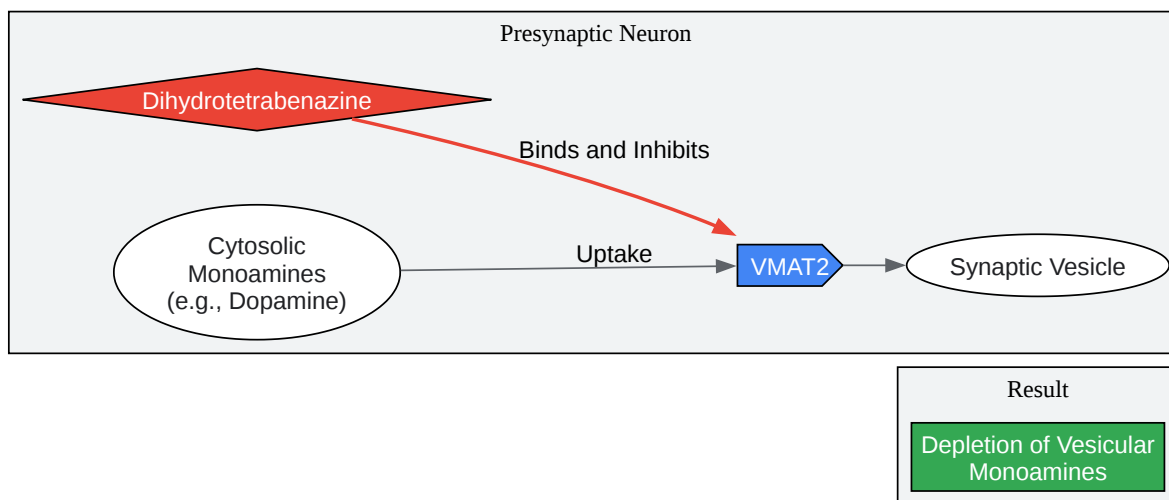 Presynaptic Neuron
Dihydrotetrabenazine
Binds and Inhibits
Cytosolic
Monoamines
(e.g., Dopamine)
Uptake
VMAT2
Synaptic Vesicle
Result
Depletion of Vesicular
Monoamines